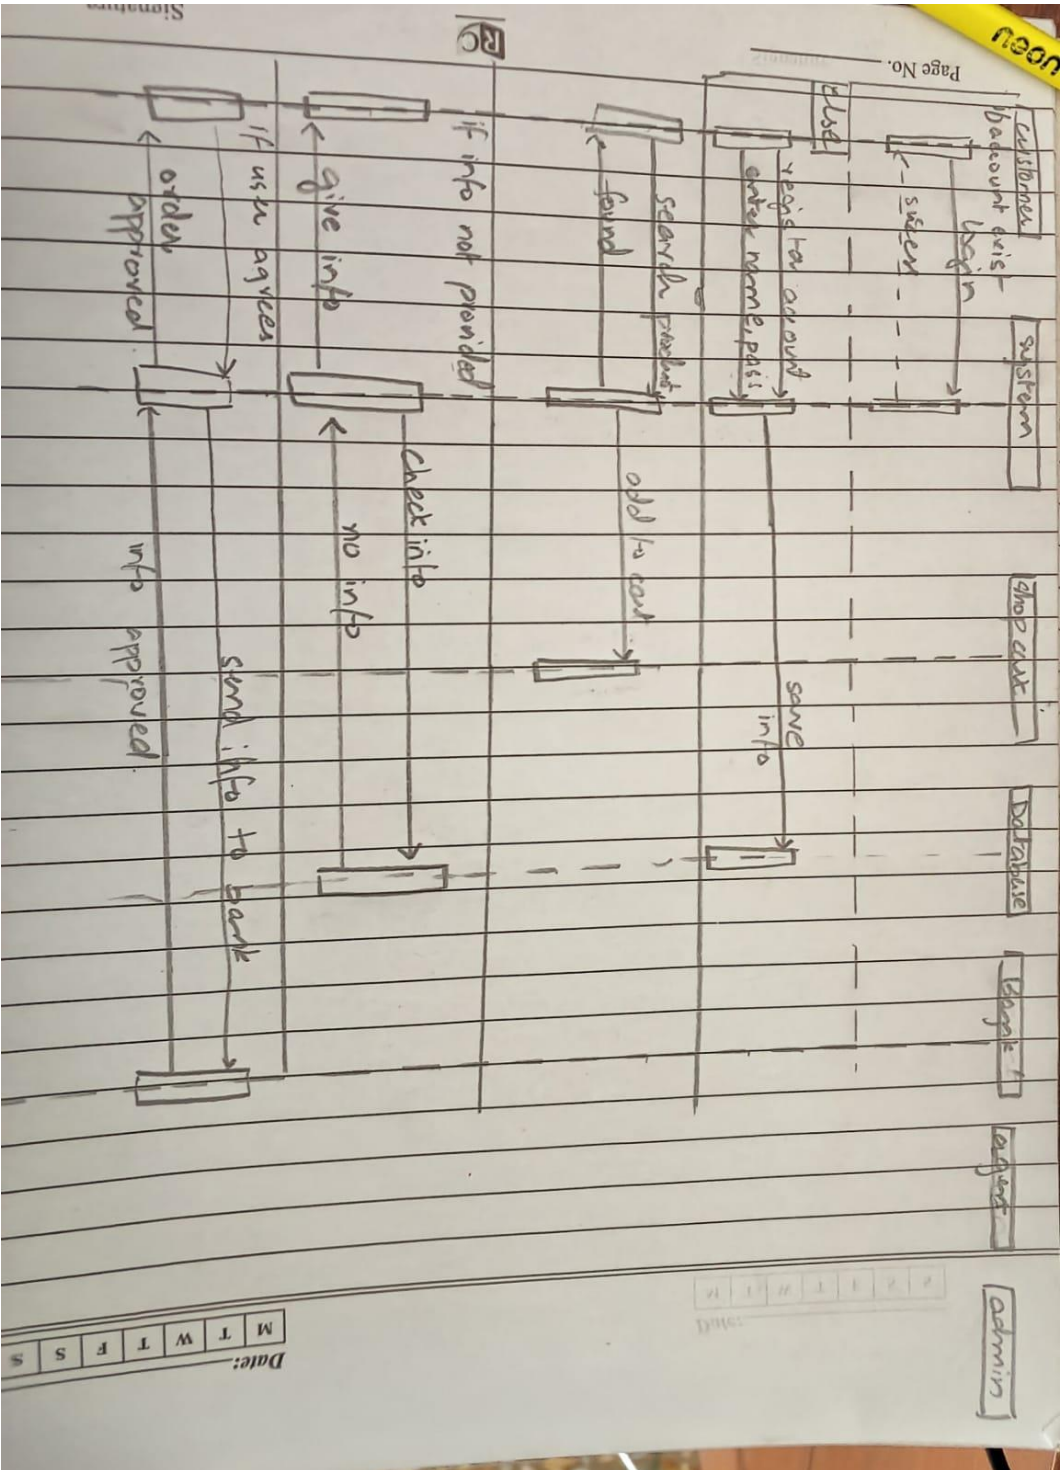 customer
system
shop cart
Database
bank
agent
admin
if account exist
login
else
register account
enter name, pass
save
info
search product
found
add to cart
if info not provided
check info
no info
give info
if user agrees
send info to bank
info approved
order
approved
Page No.
Signature
Date:
M T W T F S S
Date:
M T W T F S S